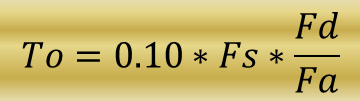 To = 0.10 * Fs * Fd/Fa